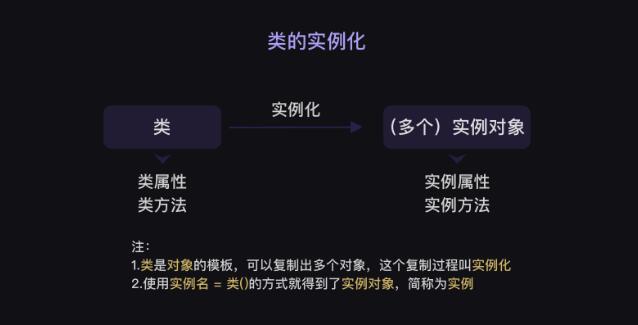 类的实例化
实例化
类
（多个）实例对象
类属性
类方法
实例属性
实例方法
注：
1.类是对象的模板，可以复制出多个对象，这个复制过程叫实例化
2.使用实例名 = 类()的方式就得到了实例对象，简称为实例